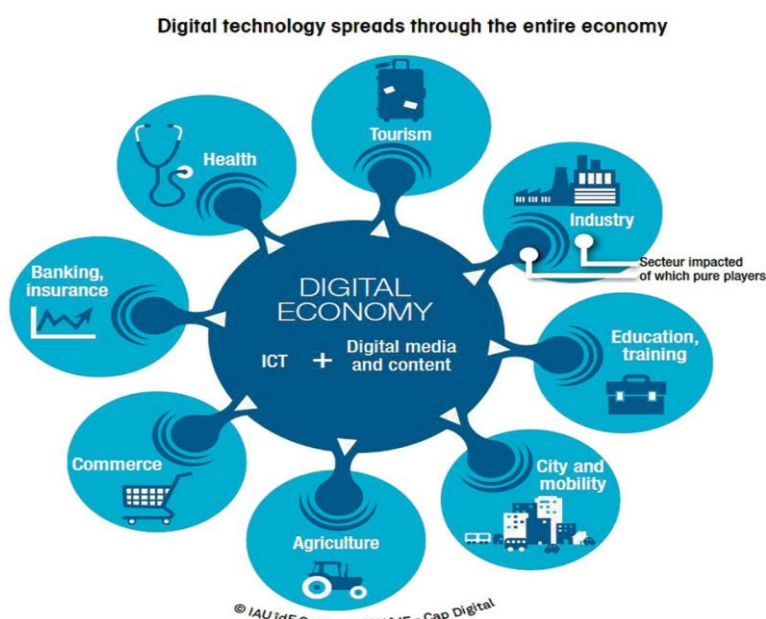 Digital technology spreads through the entire economy
Tourism
Health
Industry
Secteur impacted
of which pure players
Banking,
insurance
DIGITAL
ECONOMY
ICT + Digital media
and content
Education,
training
Commerce
City and
mobility
Agriculture
© IAU îdF Cap Digital